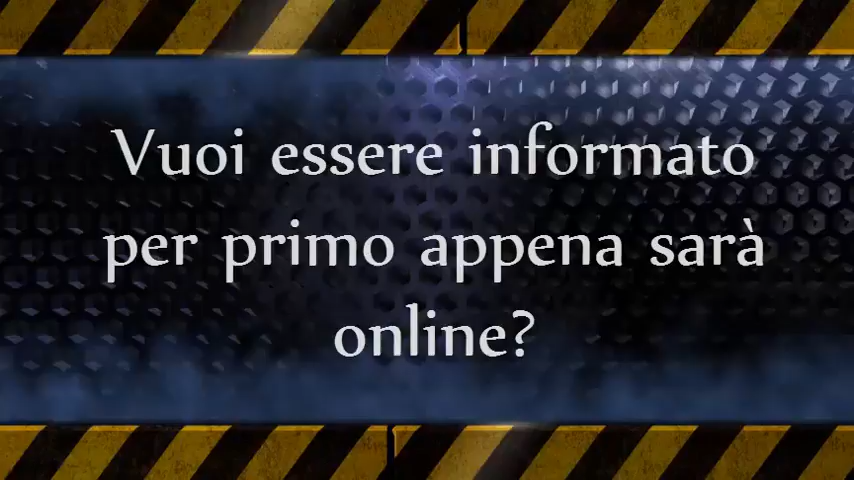 Vuoi essere informato
per primo appena sarà
online?